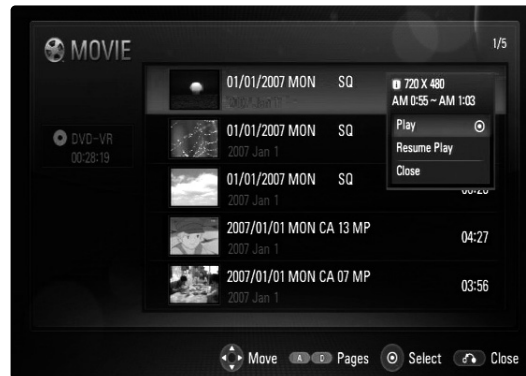 MOVIE
1/5
DVD-VR
00:28:19
01/01/2007 MON SQ
01/01/2007 MON SQ
2007 Jan 1
01/01/2007 MON SQ
2007 Jan 1
2007/01/01 MON CA 13 MP
04:27
2007 Jan 1
2007/01/01 MON CA 07 MP
03:56
2007 Jan 1
720 X 480
AM 0:55 ~ AM 1:03
Play
Resume Play
Close
Move
A D Pages
Select
Close